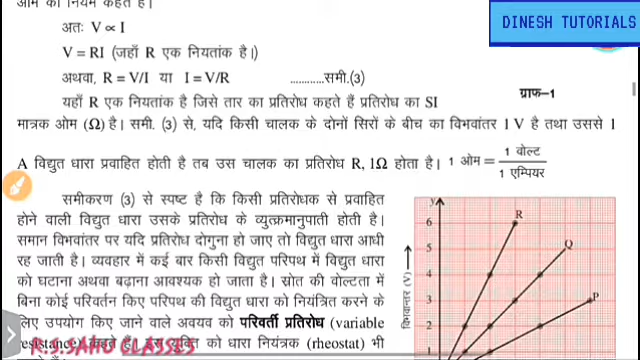 ओम का नियम कहते है।
DINESH TUTORIALS
अतः V ∝ I
V = RI (जहाँ R एक नियतांक है।)
अथवा, R = V/I या I = V/R ............समी.(3)
यहाँ R एक नियतांक है जिसे तार का प्रतिरोध कहते हैं प्रतिरोध का SI
ग्राफ-1
मात्रक ओम (Ω) है। समी. (3) से, यदि किसी चालक के दोनों सिरों के बीच का विभवांतर 1 V है तथा उससे 1
A विद्युत धारा प्रवाहित होती है तब उस चालक का प्रतिरोध R, 1Ω होता है। 1 ओम = 1 वोल्ट / 1 एम्पियर
समीकरण (3) से स्पष्ट है कि किसी प्रतिरोधक से प्रवाहित
होने वाली विद्युत धारा उसके प्रतिरोध के व्युत्क्रमानुपाती होती है।
समान विभवांतर पर यदि प्रतिरोध दोगुना हो जाए तो विद्युत धारा आधी
रह जाती है। व्यवहार में कई बार किसी विद्युत परिपथ में विद्युत धारा
को घटाना अथवा बढ़ाना आवश्यक हो जाता है। स्रोत की वोल्टता में
बिना कोई परिवर्तन किए परिपथ की विद्युत धारा को नियंत्रित करने के
लिए उपयोग किए जाने वाले अवयव को परिवर्ती प्रतिरोध (variable
resistance) कहते हैं। इस युक्ति को धारा नियंत्रक (rheostat) भी
R.S.SAHU CLASSES
y
R
6
Q
5
4
P
3
2
1
विभवान्तर (V)